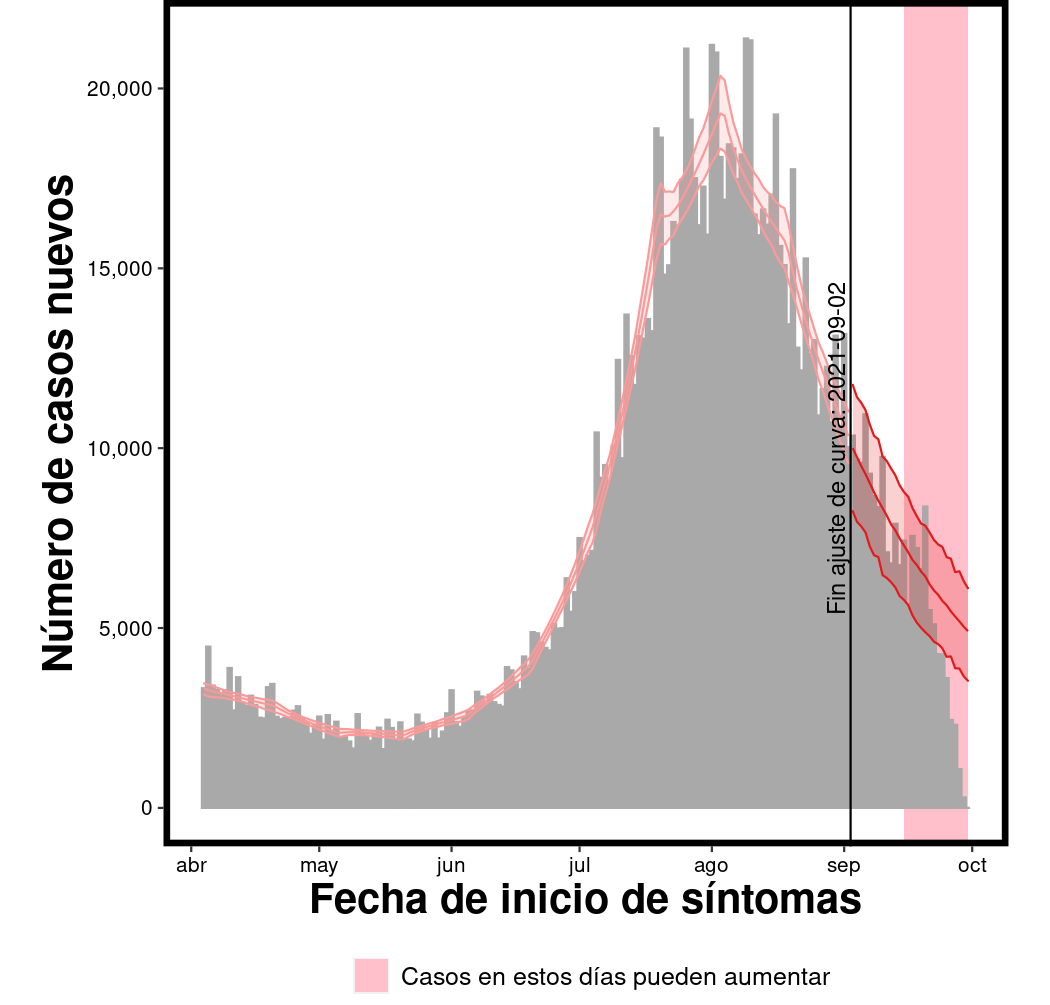 Número de casos nuevos
20,000
15,000
10,000
5,000
0
Fin ajuste de curva: 2021-09-02
abr may jun jul ago sep oct
Fecha de inicio de síntomas
Casos en estos días pueden aumentar